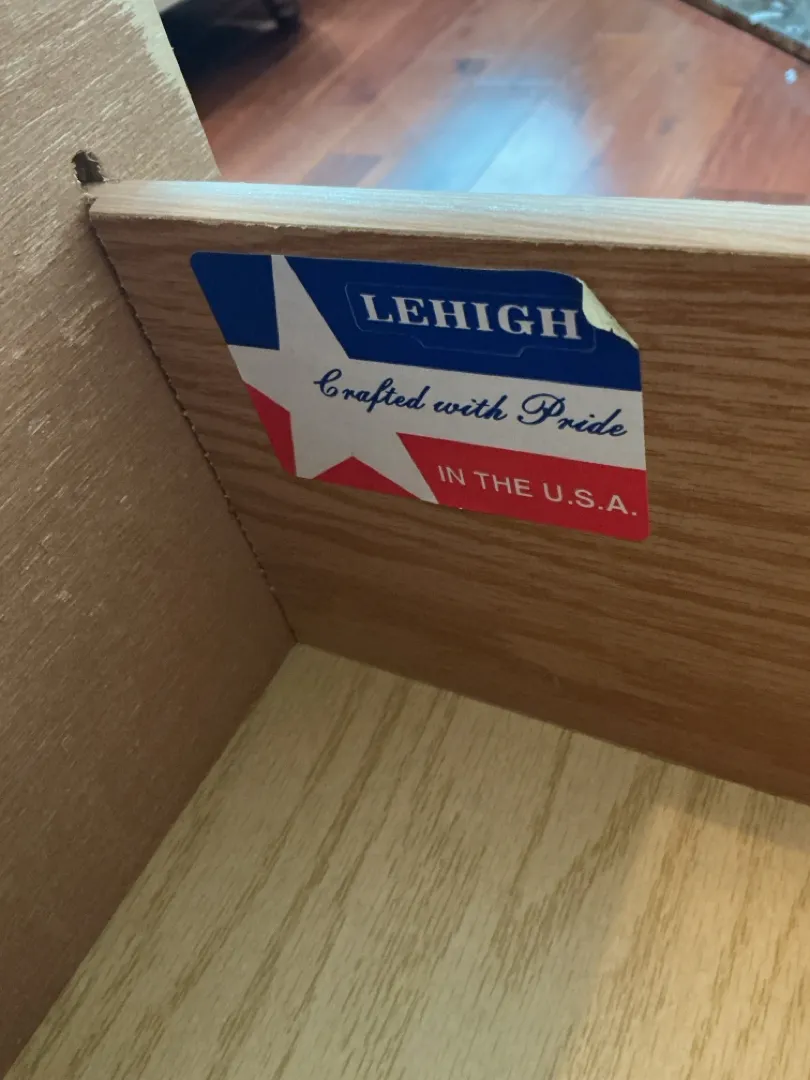 LEHIGH
Crafted with Pride
IN THE U.S.A.